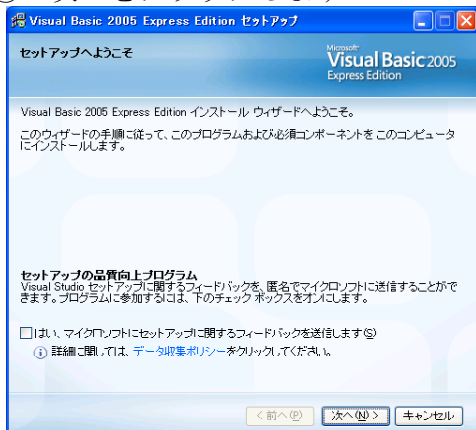 Visual Basic 2005 Express Edition セットアップ
セットアップへようこそ
Microsoft
Visual Basic 2005
Express Edition
Visual Basic 2005 Express Edition インストール ウィザードへようこそ。
このウィザードの手順に従って、このプログラムおよび必須コンポーネントをこのコンピュータ
にインストールします。
セットアップの品質向上プログラム
Visual Studio セットアップに関するフィードバックを、匿名でマイクロソフトに送信することがで
きます。プログラムに参加するには、下のチェック ボックスをオンにします。
はい、マイクロソフトにセットアップに関するフィードバックを送信します(S)
詳細に関しては、データ収集ポリシーをクリックしてください。
< 前へ(P)
次へ(N) >
キャンセル